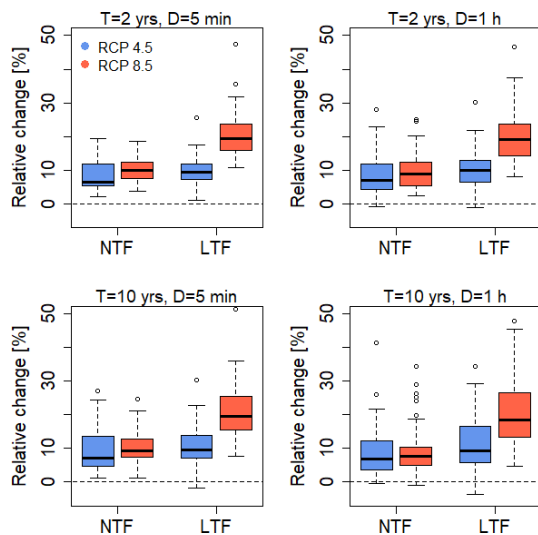 T=2 yrs, D=5 min
Relative change [%]
50
30
10
0
RCP 4.5
RCP 8.5
NTF LTF
T=2 yrs, D=1 h
Relative change [%]
50
30
10
0
NTF LTF
T=10 yrs, D=5 min
Relative change [%]
50
30
10
0
NTF LTF
T=10 yrs, D=1 h
Relative change [%]
50
30
10
0
NTF LTF